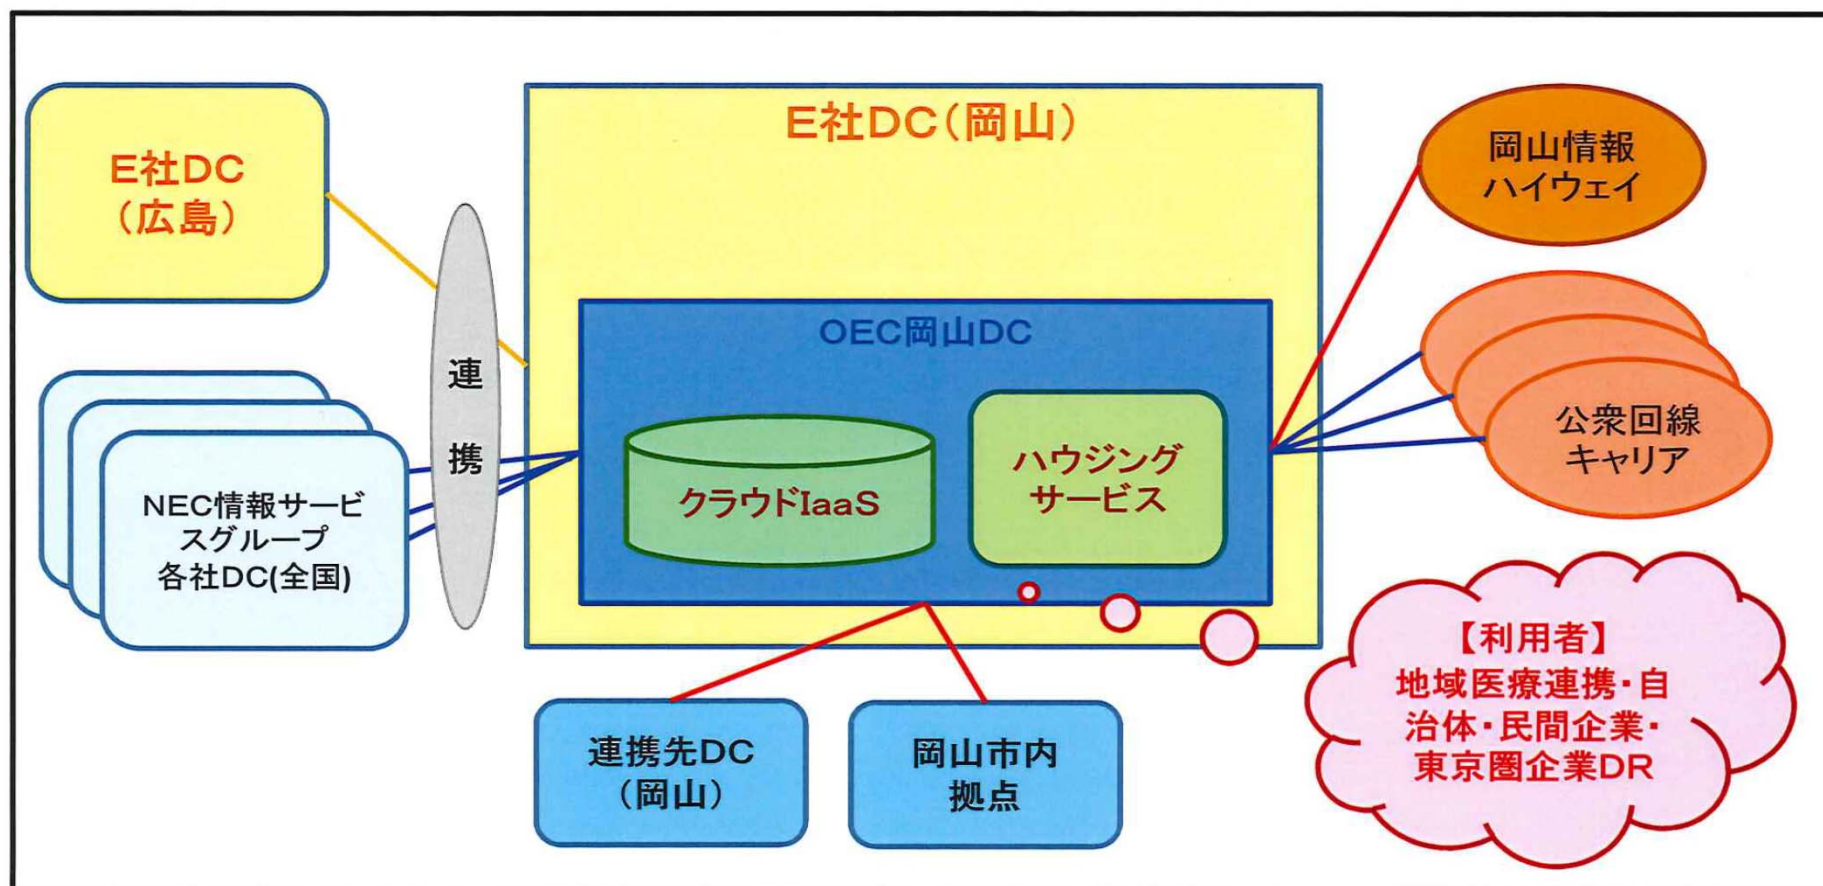 E社DC
(広島)
E社DC(岡山)
岡山情報
ハイウェイ
OEC岡山DC
連
携
公衆回線
キャリア
クラウドIaaS
ハウジング
サービス
NEC情報サービ
スグループ
各社DC(全国)
【利用者】
地域医療連携・自
治体・民間企業・
東京圏企業DR
連携先DC
(岡山)
岡山市内
拠点